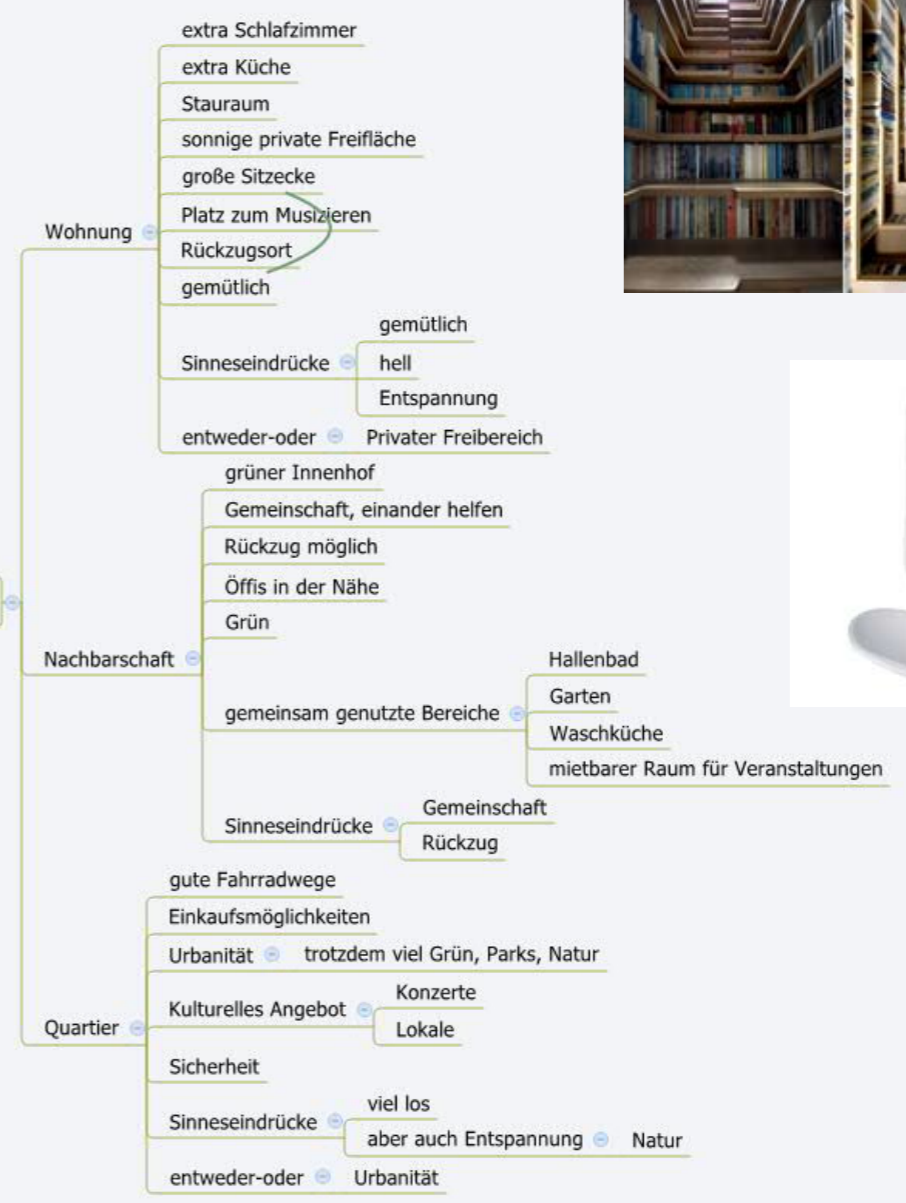 extra Schlafzimmer
extra Küche
Stauraum
sonnige private Freifläche
große Sitzecke
Wohnung
Platz zum Musizieren
Rückzugsort
gemütlich
Sinneseindrücke
gemütlich
hell
Entspannung
entweder-oder Privater Freibereich
Nachbarschaft
grüner Innenhof
Gemeinschaft, einander helfen
Rückzug möglich
Öffis in der Nähe
Grün
gemeinsam genutzte Bereiche
Hallenbad
Garten
Waschküche
mietbarer Raum für Veranstaltungen
Sinneseindrücke
Gemeinschaft
Rückzug
Quartier
gute Fahrradwege
Einkaufsmöglichkeiten
Urbanität trotzdem viel Grün, Parks, Natur
Kulturelles Angebot
Konzerte
Lokale
Sicherheit
Sinneseindrücke
viel los
aber auch Entspannung Natur
entweder-oder Urbanität